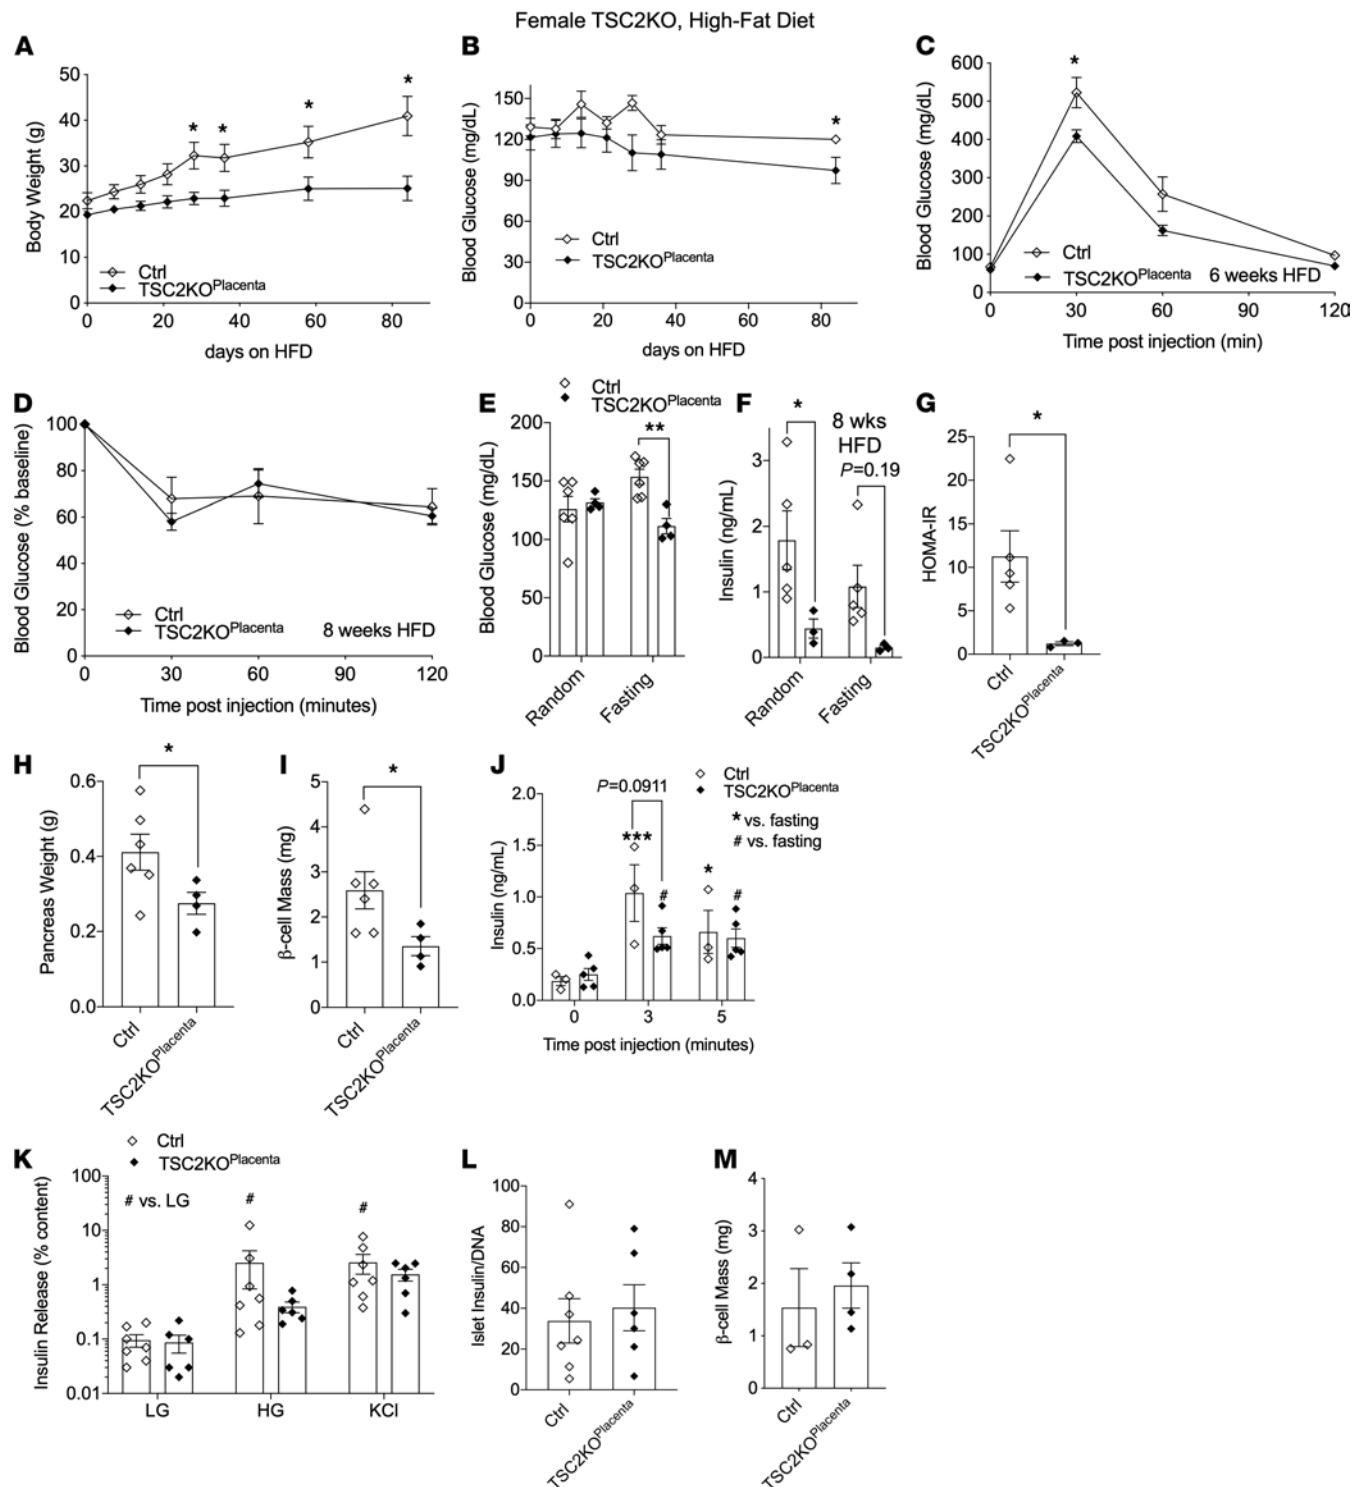 Female TSC2KO, High-Fat Diet
A
Body Weight (g)
50
40
30
20
10
0
* * * *
Ctrl
TSC2KOPlacenta
0 20 40 60 80
days on HFD
B
Blood Glucose (mg/dL)
150
120
90
60
30
0
*
Ctrl
TSC2KOPlacenta
0 20 40 60 80
days on HFD
C
Blood Glucose (mg/dL)
600
500
400
300
200
100
0
*
Ctrl
TSC2KOPlacenta 6 weeks HFD
0 30 60 90 120
Time post injection (min)
D
Blood Glucose (% baseline)
100
80
60
40
20
0
Ctrl
TSC2KOPlacenta 8 weeks HFD
0 30 60 90 120
Time post injection (minutes)
E
Ctrl
TSC2KOPlacenta
Blood Glucose (mg/dL)
200
150
100
50
0
**
Random Fasting
F
Insulin (ng/mL)
3
2
1
0
*
8 wks
HFD
P=0.19
Random Fasting
G
HOMA-IR
25
20
15
10
5
0
*
Ctrl
TSC2KOPlacenta
H
Pancreas Weight (g)
0.6
0.4
0.2
0.0
*
Ctrl
TSC2KOPlacenta
I
β-cell Mass (mg)
5
4
3
2
1
0
*
Ctrl
TSC2KOPlacenta
J
Ctrl
TSC2KOPlacenta
* vs. fasting
# vs. fasting
P=0.0911
Insulin (ng/mL)
2.0
1.5
1.0
0.5
0.0
*** # * #
0 3 5
Time post injection (minutes)
K
Ctrl
TSC2KOPlacenta
Insulin Release (% content)
100
10
1
0.1
0.01
# vs. LG
# #
LG HG KCl
L
Islet Insulin/DNA
100
80
60
40
20
0
Ctrl
TSC2KOPlacenta
M
β-cell Mass (mg)
4
3
2
1
0
Ctrl
TSC2KOPlacenta